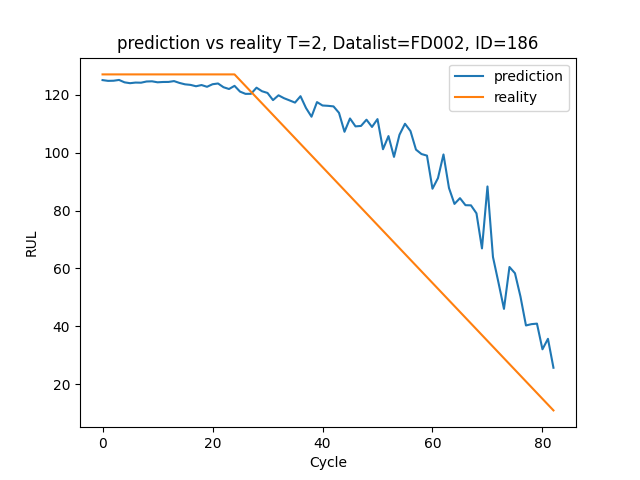 prediction vs reality T=2, Datalist=FD002, ID=186
prediction
reality
RUL
120
100
80
60
40
20
0 20 40 60 80
Cycle